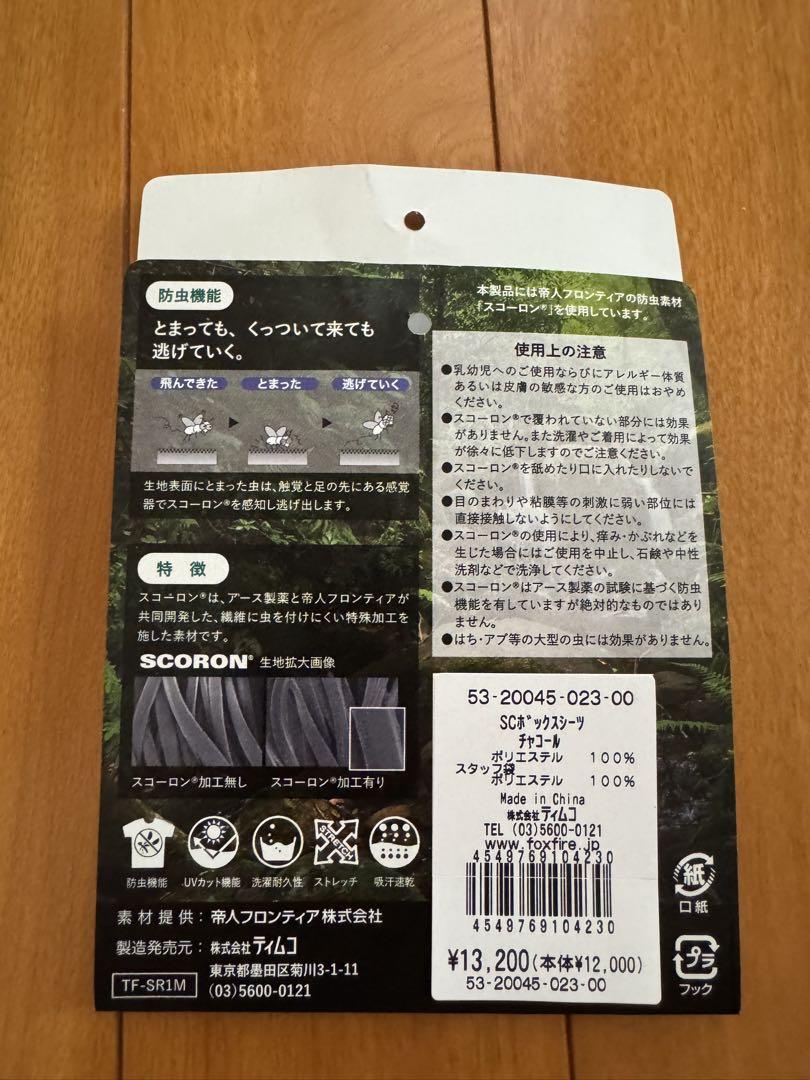 防虫機能
とまっても、くっついて来ても
逃げていく。
飛んできた とまった 逃げていく
生地表面にとまった虫は、触覚と足の先にある感覚
器でスコーロン®を感知し逃げ出します。
特徴
スコーロン®は、アース製薬と帝人フロンティアが
共同開発した、繊維に虫を付けにくい特殊加工を
施した素材です。
SCORON® 生地拡大画像
スコーロン®加工無し スコーロン®加工有り
STRETCH
防虫機能 UVカット機能 洗濯耐久性 ストレッチ 吸汗速乾
素材提供:帝人フロンティア株式会社
製造発売元:株式会社ティムコ
東京都墨田区菊川3-1-11
TF-SR1M (03)5600-0121
本製品には帝人フロンティアの防虫素材
「スコーロン®」を使用しています。
使用上の注意
●乳幼児へのご使用ならびにアレルギー体質
あるいは皮膚の敏感な方のご使用はおやめ
ください。
●スコーロン®で覆われていない部分には効果
がありません。また洗濯やご着用によって効果
が徐々に低下しますのでご注意ください。
●スコーロン®を舐めたり口に入れたりしないで
ください。
●目のまわりや粘膜等の刺激に弱い部位には
直接接触しないようにしてください。
●スコーロン®の使用により、痒み・かぶれなどを
生じた場合にはご使用を中止し、石鹸や中性
洗剤などで洗浄してください。
●スコーロン®はアース製薬の試験に基づく防虫
機能を有していますが絶対的なものではあり
ません。
●はち・アブ等の大型の虫には効果がありません。
53-20045-023-00
SCボックスシーツ
チャコール
ポリエステル 100%
スタッフ袋
ポリエステル 100%
Made in China
株式会社ティムコ
TEL (03)5600-0121
www.foxfire.jp
4549769104230
4549769104230
¥13,200(本体¥12,000)
53-20045-023-00
紙
口紙
プラ
フック